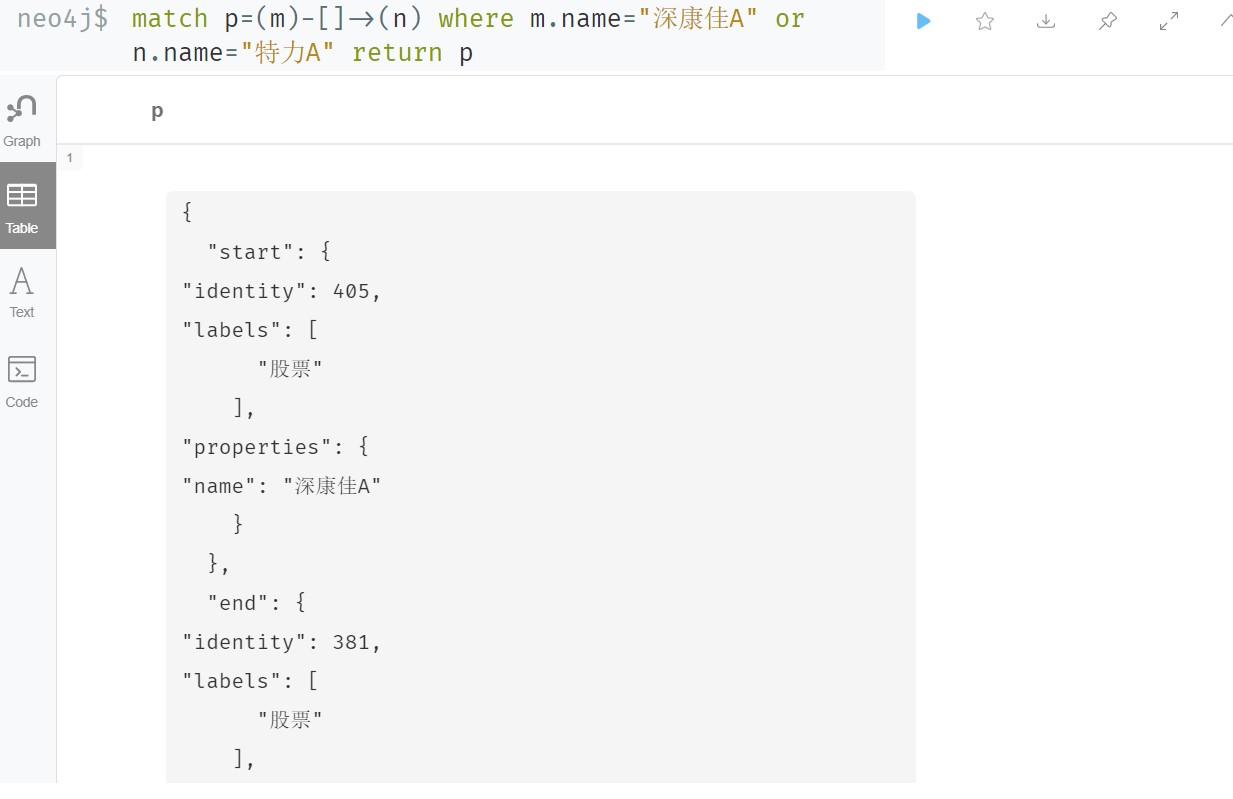 neo4j$ match p=(m)-[]->(n) where m.name="深康佳A" or
n.name="特力A" return p
p
Graph
1
Table
Text
Code
{
"start": {
"identity": 405,
"labels": [
"股票"
],
"properties": {
"name": "深康佳A"
}
},
"end": {
"identity": 381,
"labels": [
"股票"
],